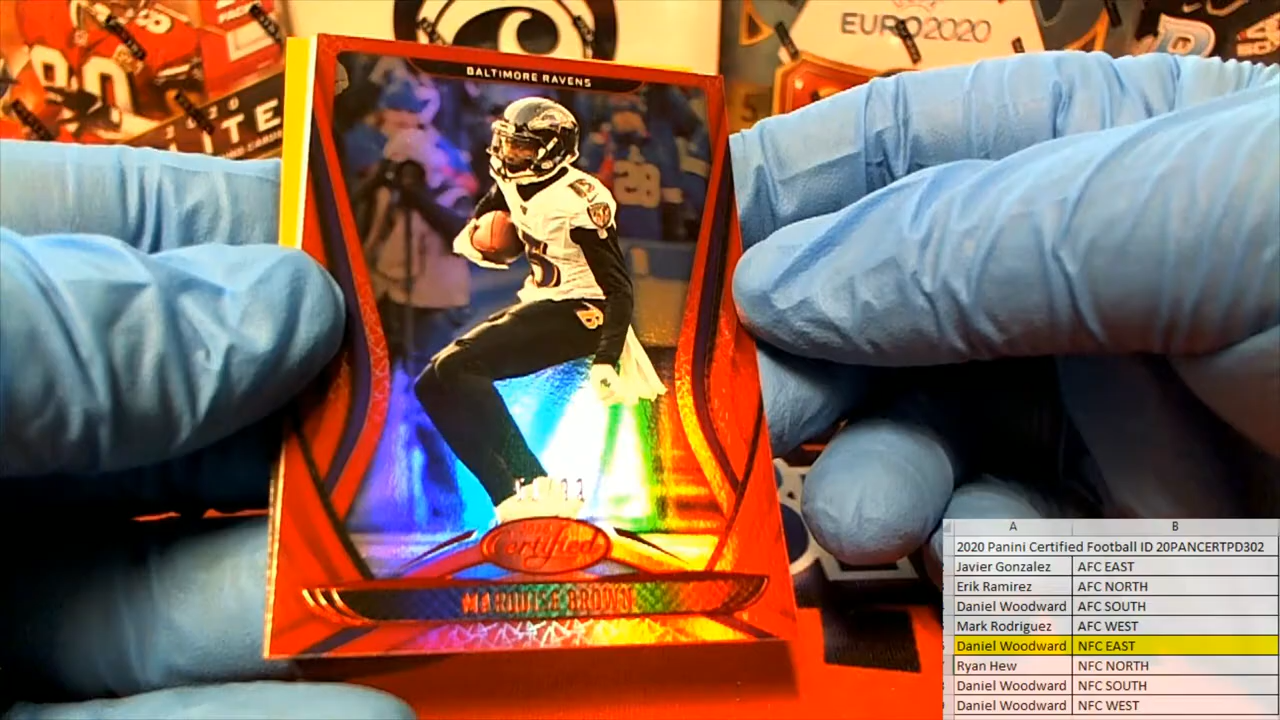 EURO2020
2020
BALTIMORE RAVENS
28
Certified
MARQUISE BROWN
A B
2020 Panini Certified Football ID 20PANCERTPD302
Javier Gonzalez AFC EAST
Erik Ramirez AFC NORTH
Daniel Woodward AFC SOUTH
Mark Rodriguez AFC WEST
Daniel Woodward NFC EAST
Ryan Hew NFC NORTH
Daniel Woodward NFC SOUTH
Daniel Woodward NFC WEST